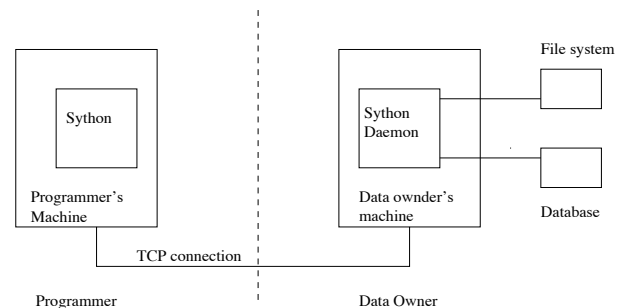 File system
Sython
Sython
Daemon
Programmer's
Machine
Data ownder's
machine
Database
TCP connection
Programmer
Data Owner